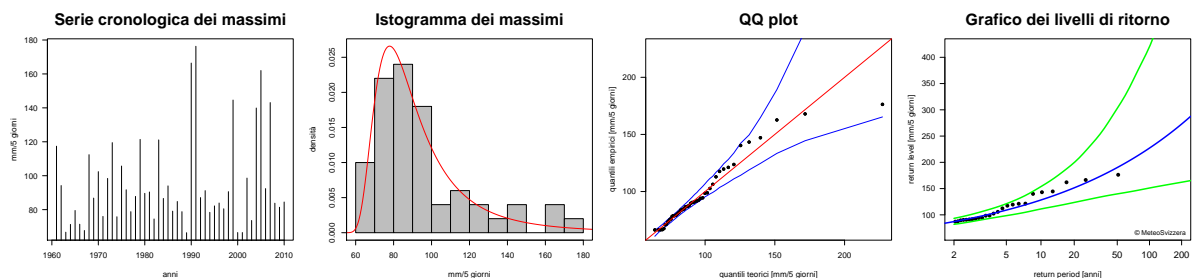 Serie cronologica dei massimi
mm/5 giorni
180
160
140
120
100
80
1960 1970 1980 1990 2000 2010
anni
Istogramma dei massimi
densità
0.025
0.020
0.015
0.010
0.005
0.000
60 80 100 120 140 160 180
mm/5 giorni
QQ plot
quantili empirici [mm/5 giorni]
200
150
100
100 150 200
quantili teorici [mm/5 giorni]
Grafico dei livelli di ritorno
return level [mm/5 giorni]
400
350
300
250
200
150
100
2 5 10 20 50 100 200
return period [anni]
© MeteoSvizzera